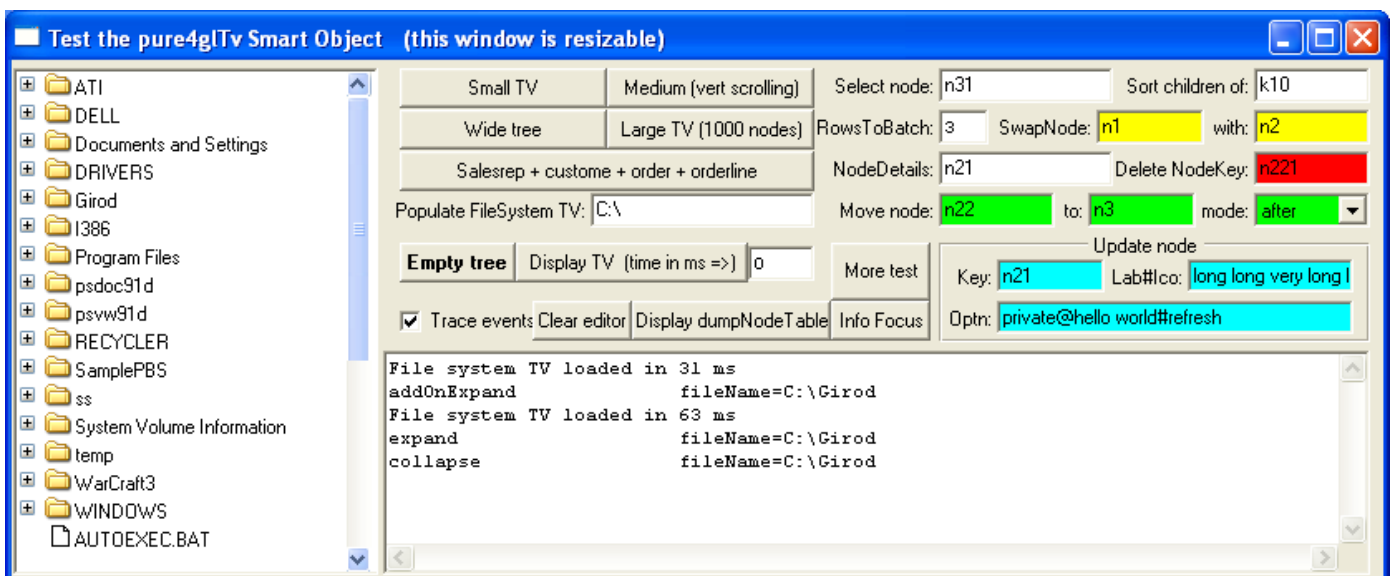 Test the pure4glTv Smart Object (this window is resizable)
ATI
DELL
Documents and Settings
DRIVERS
Girod
I386
Program Files
psdoc91d
psvw91d
RECYCLER
SamplePBS
ss
System Volume Information
temp
WarCraft3
WINDOWS
AUTOEXEC.BAT
Small TV Medium (vert scrolling) Select node: n31 Sort children of: k10
Wide tree Large TV (1000 nodes) RowsToBatch: 3 SwapNode: n1 with: n2
Salesrep + custome + order + orderline NodeDetails: n21 Delete NodeKey: n221
Populate FileSystem TV: C:\ Move node: n22 to: n3 mode: after
Update node
Empty tree Display TV (time in ms =>) 0 More test Key: n21 Lab#Ico: long long very long l
Trace events Clear editor Display dumpNodeTable Info Focus Optn: private@hello world#refresh
File system TV loaded in 31 ms
addOnExpand fileName=C:\Girod
File system TV loaded in 63 ms
expand fileName=C:\Girod
collapse fileName=C:\Girod